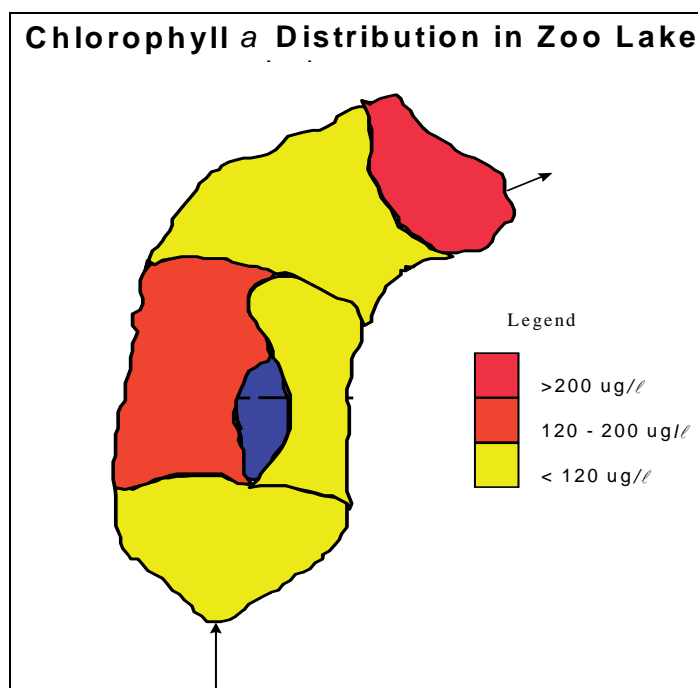 Chlorophyll a Distribution in Zoo Lake
Legend
>200 ug/ℓ
120 - 200 ug/ℓ
< 120 ug/ℓ